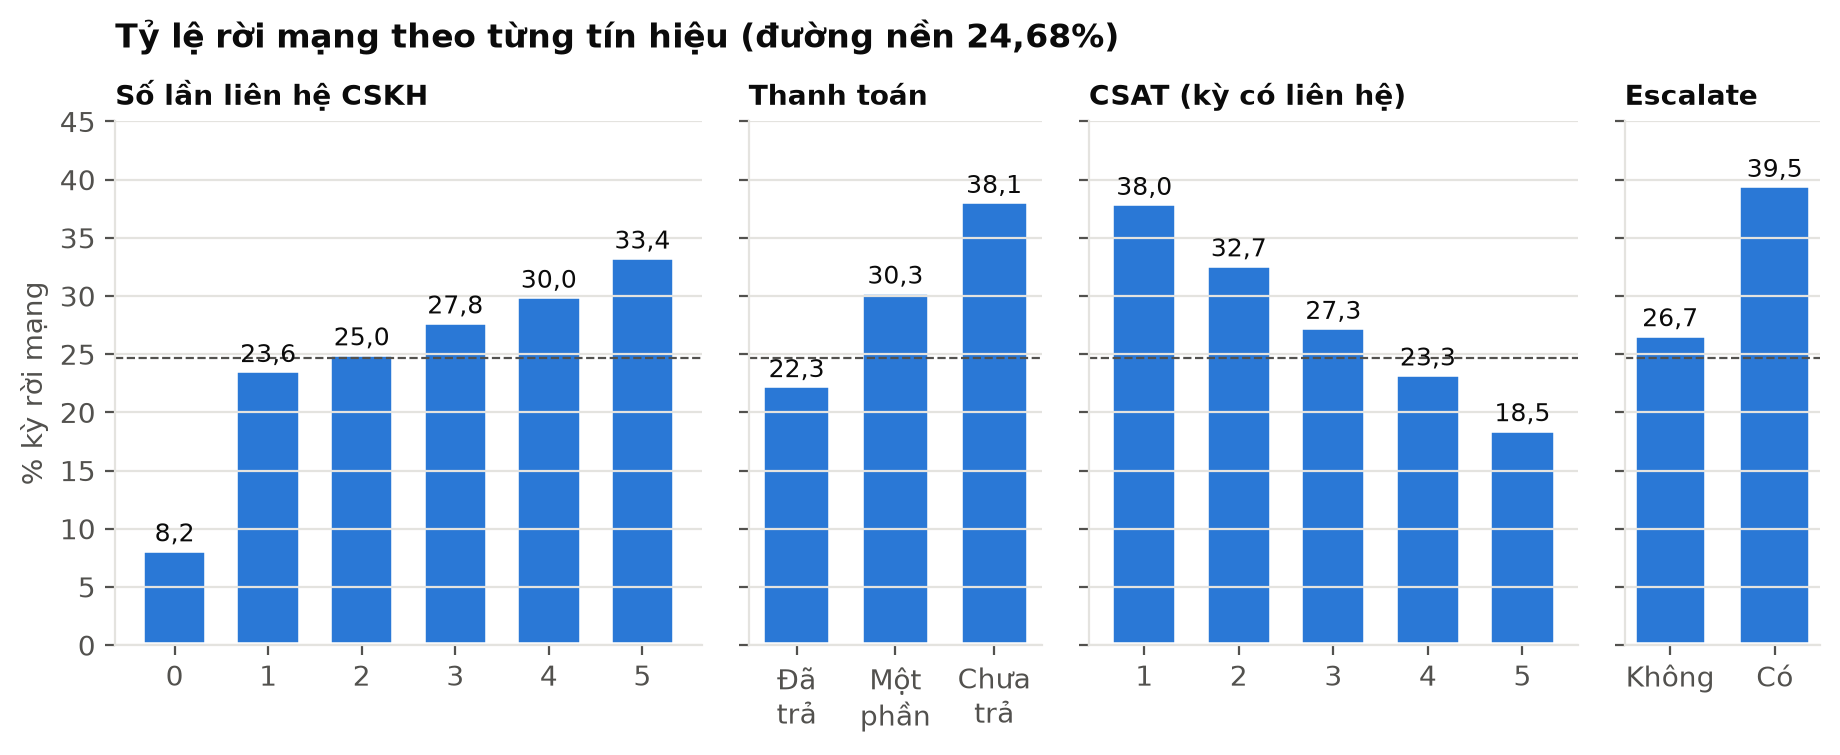 Tỷ lệ rời mạng theo từng tín hiệu (đường nền 24,68%)
Số lần liên hệ CSKH
% kỳ rời mạng
45
40
35
30
25
20
15
10
5
0
8,2
23,6
25,0
27,8
30,0
33,4
0
1
2
3
4
5
Thanh toán
22,3
30,3
38,1
Đã
trả
Một
phần
Chưa
trả
CSAT (kỳ có liên hệ)
38,0
32,7
27,3
23,3
18,5
1
2
3
4
5
Escalate
26,7
39,5
Không
Có